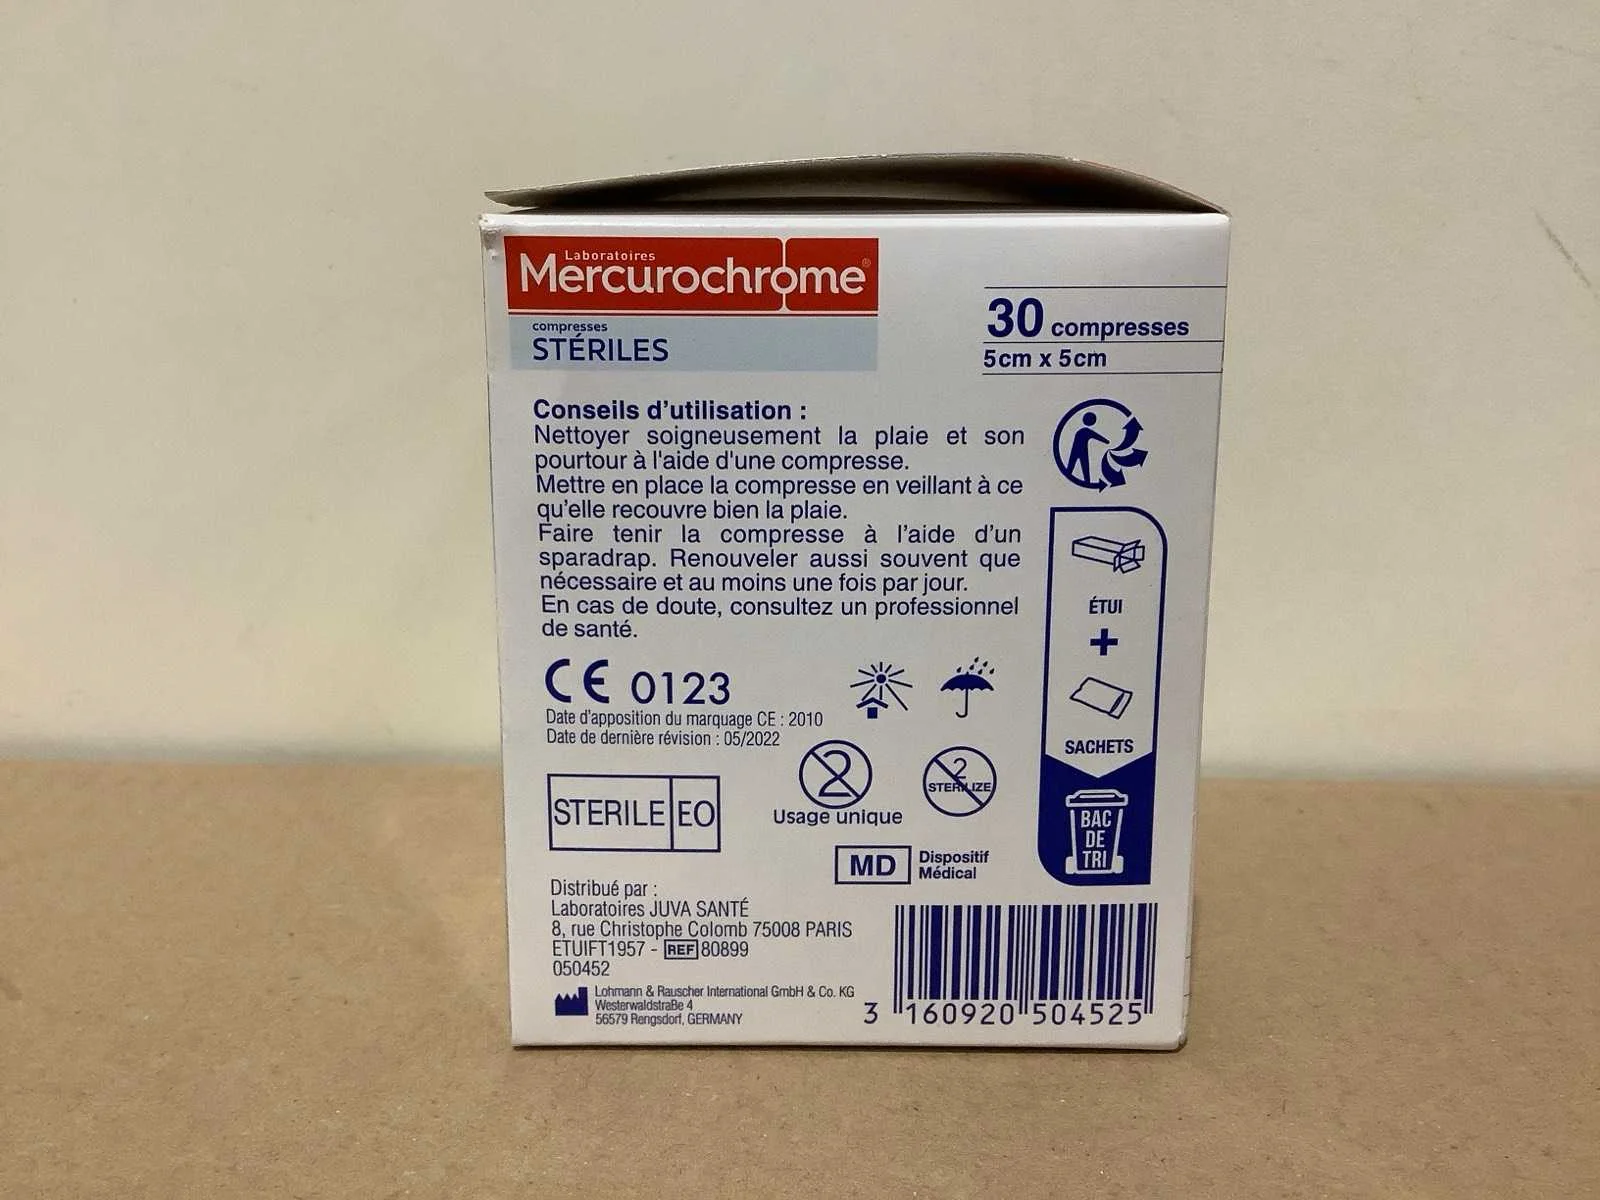 Laboratoires
Mercurochrome®
compresses
STÉRILES
30 compresses
5cm x 5cm
Conseils d'utilisation :
Nettoyer soigneusement la plaie et son
pourtour à l'aide d'une compresse.
Mettre en place la compresse en veillant à ce
qu'elle recouvre bien la plaie.
Faire tenir la compresse à l'aide d'un
sparadrap. Renouveler aussi souvent que
nécessaire et au moins une fois par jour.
En cas de doute, consultez un professionnel
de santé.
CE 0123
Date d'apposition du marquage CE : 2010
Date de dernière révision : 05/2022
STERILE EO
2
Usage unique
2
STERILIZE
MD Dispositif
Médical
ÉTUI
+
SACHETS
BAC
DE
TRI
Distribué par :
Laboratoires JUVA SANTÉ
8, rue Christophe Colomb 75008 PARIS
ETUIFT1957 - REF 80899
050452
Lohmann & Rauscher International GmbH & Co. KG
Westerwaldstraße 4
56579 Rengsdorf, GERMANY
3 160920 504525